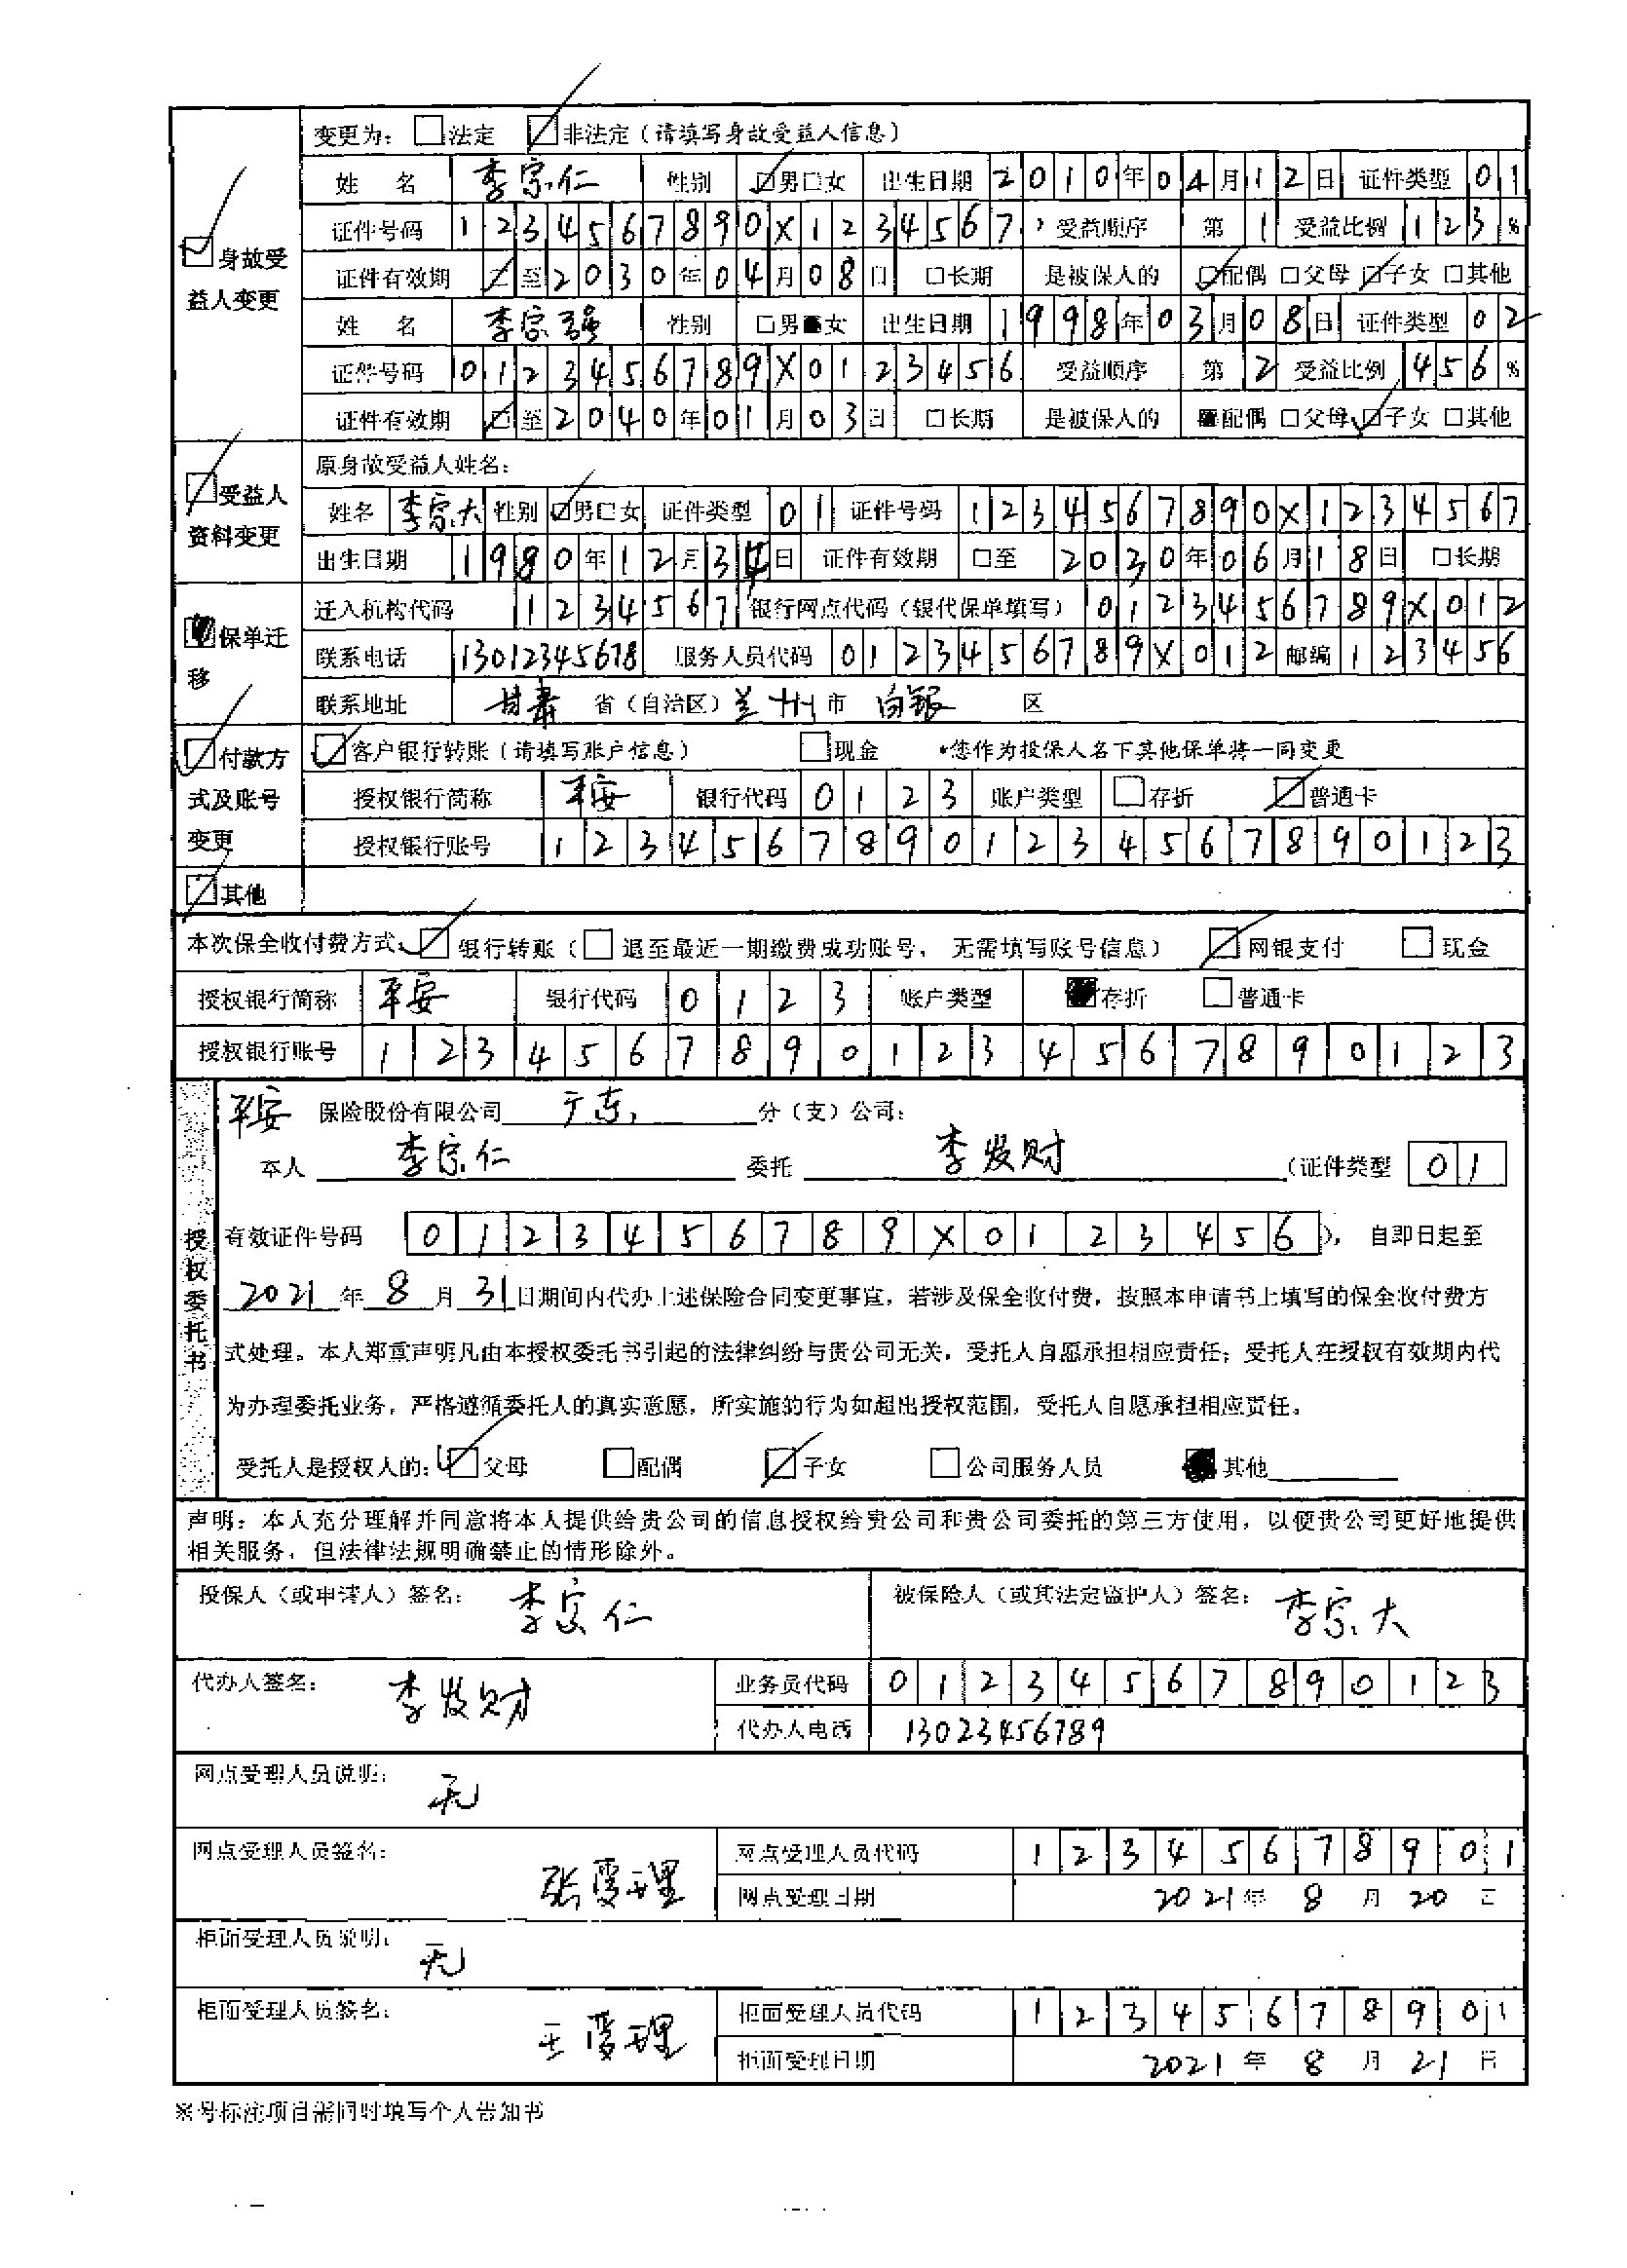 变更为：☐法定 ☑非法定（请填写身故受益人信息）
☑身故受益人变更
姓 名 李宗仁 性别 ☑男☐女 出生日期 2010年04月12日 证件类型 01
证件号码 1234567890X1234567 受益顺序 第 1 受益比例 123%
证件有效期 ☑至2030年04月08日 ☐长期 是被保人的 ☑配偶 ☐父母 ☑子女 ☐其他
姓 名 李宗强 性别 ☐男■女 出生日期 1998年03月08日 证件类型 02
证件号码 0123456789X0123456 受益顺序 第 2 受益比例 456%
证件有效期 ☑至2040年01月03日 ☐长期 是被保人的 ■配偶 ☐父母 ☑子女 ☐其他
☑受益人资料变更
原身故受益人姓名：
姓名 李宗大 性别 ☑男☐女 证件类型 01 证件号码 1234567890X1234567
出生日期 1980年12月34日 证件有效期 ☐至 2030年06月18日 ☐长期
■保单迁移
迁入机构代码 1234567 银行网点代码（银代保单填写） 0123456789X012
联系电话 13012345678 服务人员代码 0123456789X012 邮编 123456
联系地址 甘肃 省（自治区）兰州 市 白银 区
☑付款方式及账号变更
☑客户银行转账（请填写账户信息） ☐现金 *您作为投保人名下其他保单将一同变更
授权银行简称 平安 银行代码 0123 账户类型 ☐存折 ☑普通卡
授权银行账号 12345678901234567890123
☑其他
本次保全收付费方式：☑银行转账（☐退至最近一期缴费成功账号，无需填写账号信息） ☑网银支付 ☐现金
授权银行简称 平安 银行代码 0123 账户类型 ■存折 ☐普通卡
授权银行账号 12345678901234567890123
授权委托书
平安 保险股份有限公司 广东 分（支）公司：
本人 李宗仁 委托 李发财 （证件类型 01
有效证件号码 0123456789X0123456），自即日起至
2021 年 8 月 31 日期间内代办上述保险合同变更事宜，若涉及保全收付费，按照本申请书上填写的保全收付费方
式处理。本人郑重声明凡由本授权委托书引起的法律纠纷与贵公司无关，受托人自愿承担相应责任；受托人在授权有效期内代
为办理委托业务，严格遵循委托人的真实意愿，所实施的行为如超出授权范围，受托人自愿承担相应责任。
受托人是授权人的：☑父母 ☐配偶 ☑子女 ☐公司服务人员 ■其他
声明：本人充分理解并同意将本人提供给贵公司的信息授权给贵公司和贵公司委托的第三方使用，以便贵公司更好地提供
相关服务，但法律法规明确禁止的情形除外。
投保人（或申请人）签名： 李宗仁 被保险人（或其法定监护人）签名： 李宗大
代办人签名： 李发财 业务员代码 01234567890123
代办人电话 13023456789
网点受理人员说明： 无
网点受理人员签名： 张受理 网点受理人员代码 12345678901
网点受理日期 2021年 8 月 20 日
柜面受理人员说明： 无
柜面受理人员签名： 王受理 柜面受理人员代码 12345678901
柜面受理日期 2021 年 8 月 21 日
※号标注项目需同时填写个人告知书